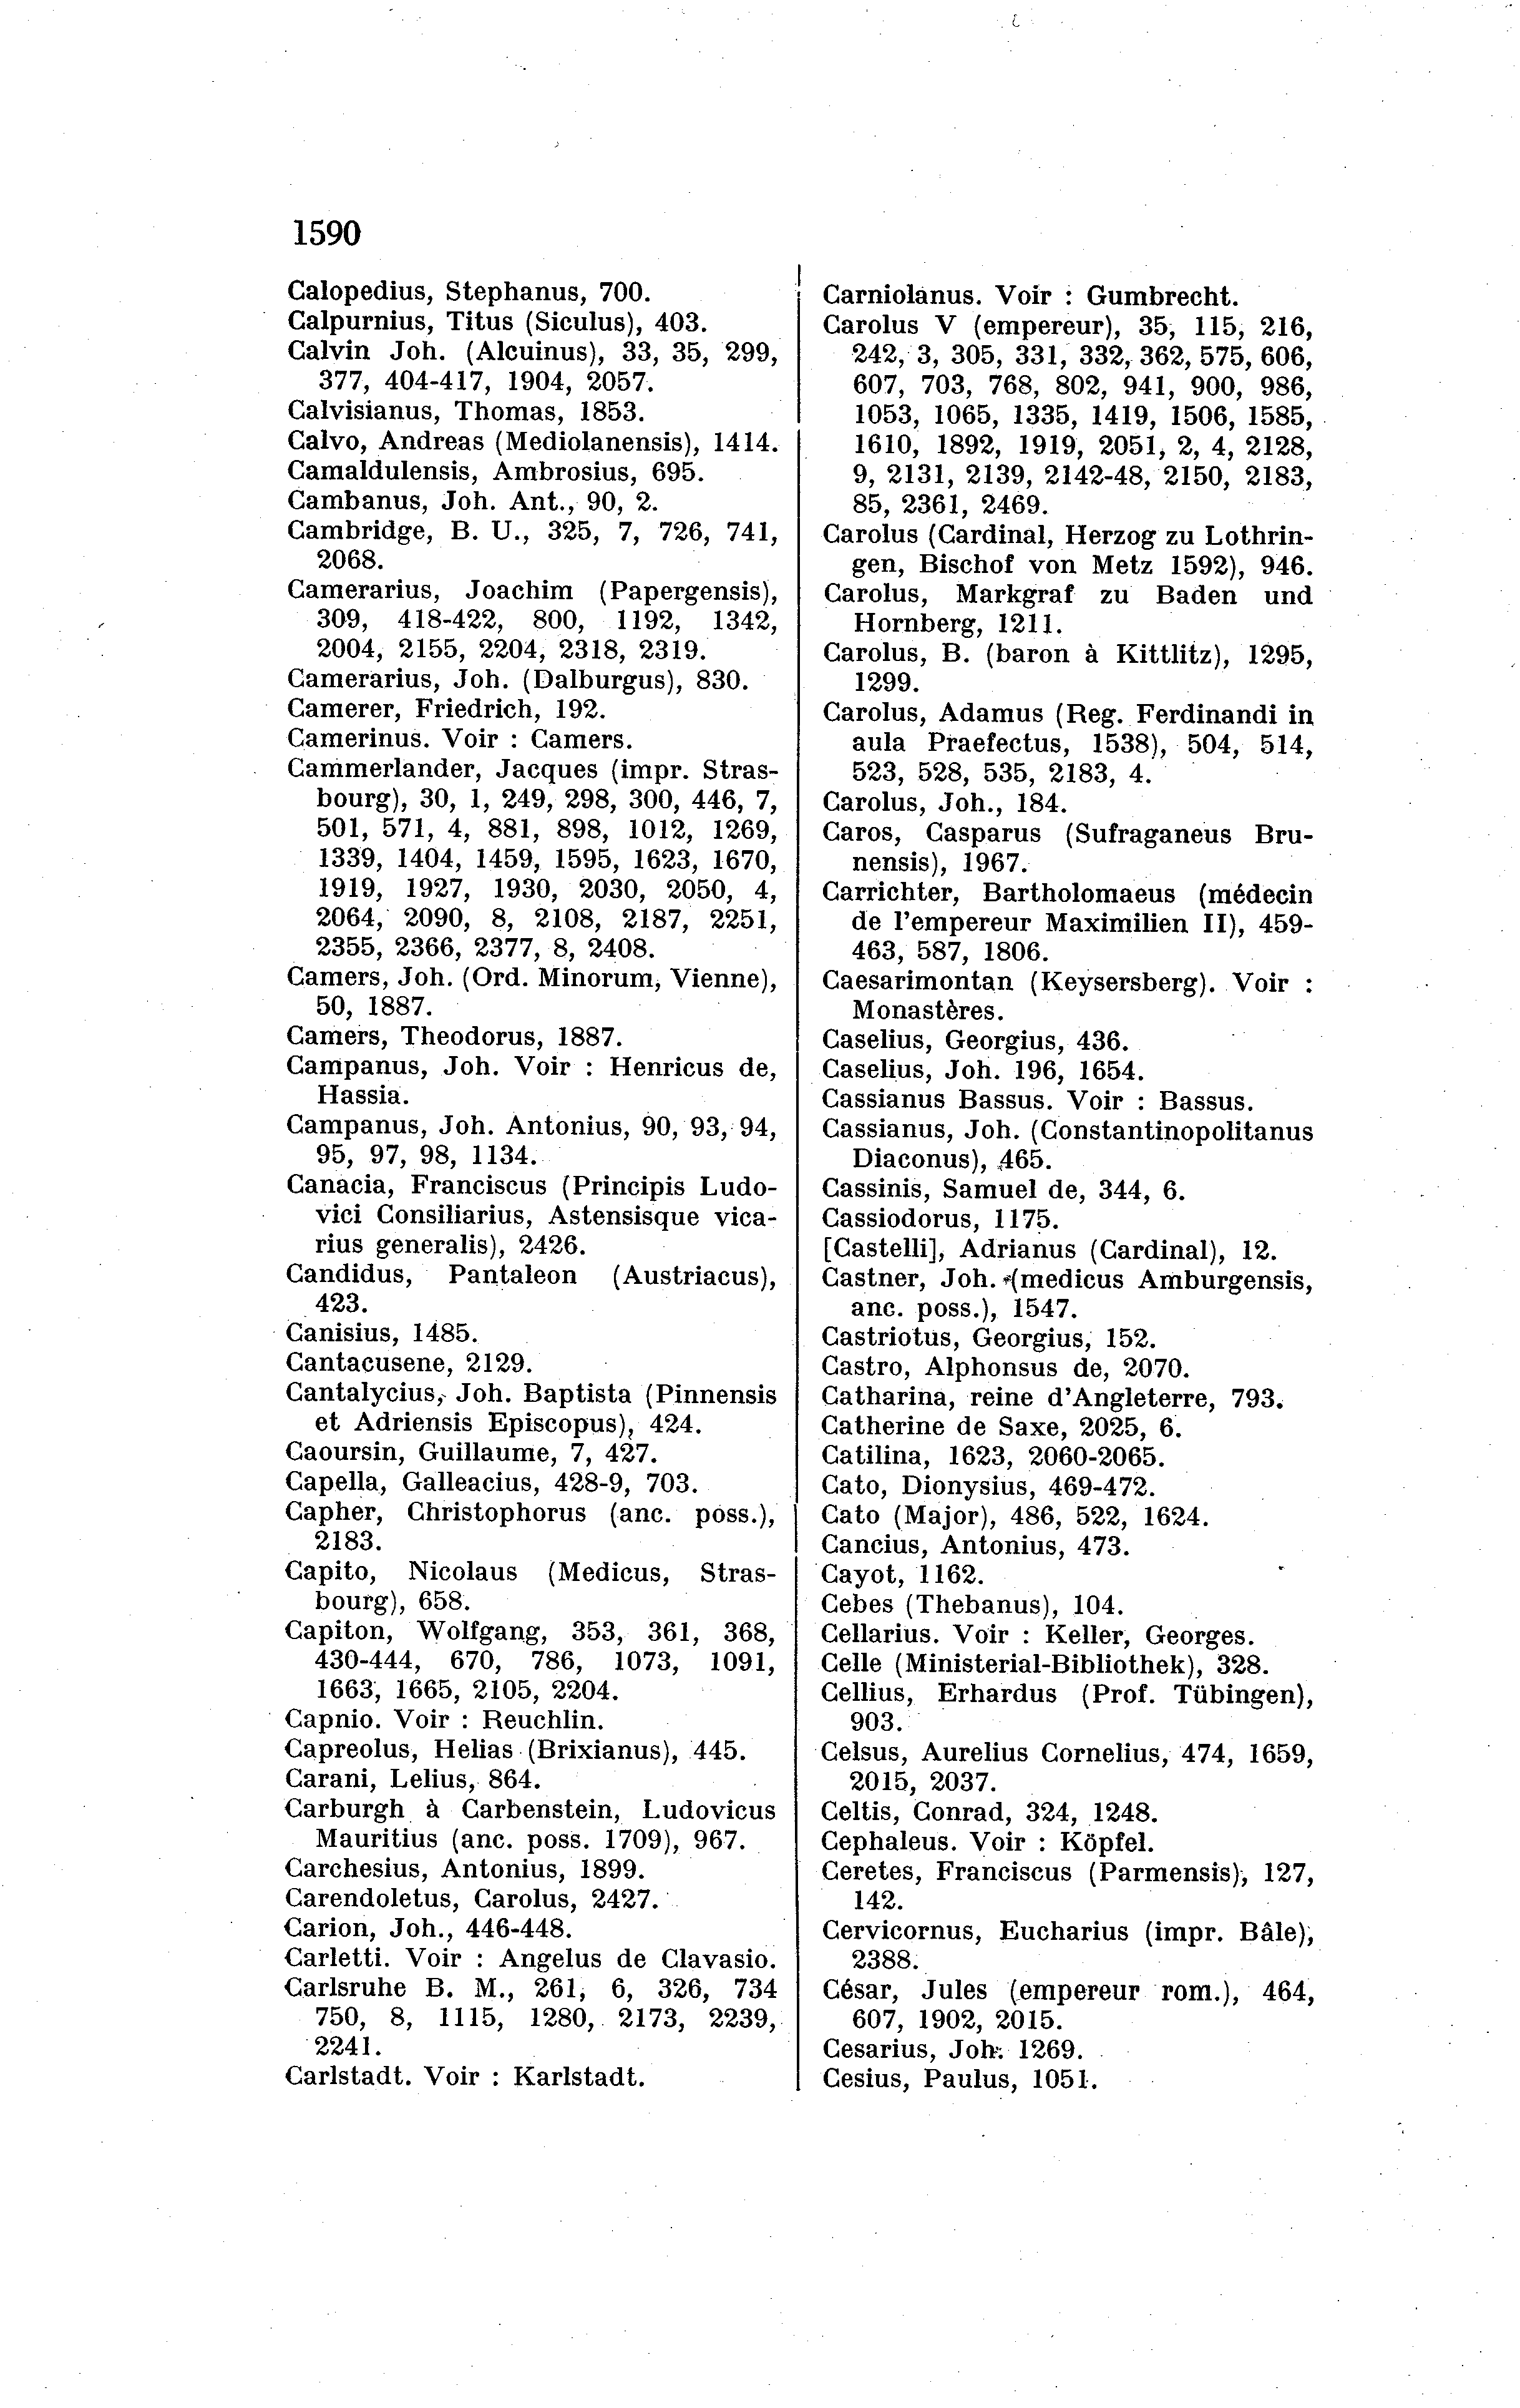 1590
Calopedius, Stephanus, 700.
Calpurnius, Titus (Siculus), 403.
Calvin Joh. (Alcuinus), 33, 35, 299,
377, 404-417, 1904, 2057.
Calvisianus, Thomas, 1853.
Calvo, Andreas (Mediolanensis), 1414.
Camaldulensis, Ambrosius, 695.
Cambanus, Joh. Ant., 90, 2.
Cambridge, B. U., 325, 7, 726, 741,
2068.
Camerarius, Joachim (Papergensis),
309, 418-422, 800, 1192, 1342,
2004, 2155, 2204, 2318, 2319.
Camerarius, Joh. (Dalburgus), 830.
Camerer, Friedrich, 192.
Camerinus. Voir : Camers.
Cammerlander, Jacques (impr. Stras-
bourg), 30, 1, 249, 298, 300, 446, 7,
501, 571, 4, 881, 898, 1012, 1269,
1339, 1404, 1459, 1595, 1623, 1670,
1919, 1927, 1930, 2030, 2050, 4,
2064, 2090, 8, 2108, 2187, 2251,
2355, 2366, 2377, 8, 2408.
Camers, Joh. (Ord. Minorum, Vienne),
50, 1887.
Camers, Theodorus, 1887.
Campanus, Joh. Voir : Henricus de,
Hassia.
Campanus, Joh. Antonius, 90, 93, 94,
95, 97, 98, 1134.
Canacia, Franciscus (Principis Ludo-
vici Consiliarius, Astensisque vica-
rius generalis), 2426.
Candidus, Pantaleon (Austriacus),
423.
Canisius, 1485.
Cantacusene, 2129.
Cantalycius, Joh. Baptista (Pinnensis
et Adriensis Episcopus), 424.
Caoursin, Guillaume, 7, 427.
Capella, Galleacius, 428-9, 703.
Capher, Christophorus (anc. poss.),
2183.
Capito, Nicolaus (Medicus, Stras-
bourg), 658.
Capiton, Wolfgang, 353, 361, 368,
430-444, 670, 786, 1073, 1091,
1663, 1665, 2105, 2204.
Capnio. Voir : Reuchlin.
Capreolus, Helias (Brixianus), 445.
Carani, Lelius, 864.
Carburgh à Carbenstein, Ludovicus
Mauritius (anc. poss. 1709), 967.
Carchesius, Antonius, 1899.
Carendoletus, Carolus, 2427.
Carion, Joh., 446-448.
Carletti. Voir : Angelus de Clavasio.
Carlsruhe B. M., 261, 6, 326, 734
750, 8, 1115, 1280, 2173, 2239,
2241.
Carlstadt. Voir : Karlstadt.
Carniolanus. Voir : Gumbrecht.
Carolus V (empereur), 35, 115, 216,
242, 3, 305, 331, 332, 362, 575, 606,
607, 703, 768, 802, 941, 900, 986,
1053, 1065, 1335, 1419, 1506, 1585,
1610, 1892, 1919, 2051, 2, 4, 2128,
9, 2131, 2139, 2142-48, 2150, 2183,
85, 2361, 2469.
Carolus (Cardinal, Herzog zu Lothrin-
gen, Bischof von Metz 1592), 946.
Carolus, Markgraf zu Baden und
Hornberg, 1211.
Carolus, B. (baron à Kittlitz), 1295,
1299.
Carolus, Adamus (Reg. Ferdinandi in
aula Praefectus, 1538), 504, 514,
523, 528, 535, 2183, 4.
Carolus, Joh., 184.
Caros, Casparus (Sufraganeus Bru-
nensis), 1967.
Carrichter, Bartholomaeus (médecin
de l'empereur Maximilien II), 459-
463, 587, 1806.
Caesarimontan (Keysersberg). Voir :
Monastères.
Caselius, Georgius, 436.
Caselius, Joh. 196, 1654.
Cassianus Bassus. Voir : Bassus.
Cassianus, Joh. (Constantinopolitanus
Diaconus), 465.
Cassinis, Samuel de, 344, 6.
Cassiodorus, 1175.
[Castelli], Adrianus (Cardinal), 12.
Castner, Joh. (medicus Amburgensis,
anc. poss.), 1547.
Castriotus, Georgius, 152.
Castro, Alphonsus de, 2070.
Catharina, reine d'Angleterre, 793.
Catherine de Saxe, 2025, 6.
Catilina, 1623, 2060-2065.
Cato, Dionysius, 469-472.
Cato (Major), 486, 522, 1624.
Cancius, Antonius, 473.
Cayot, 1162.
Cebes (Thebanus), 104.
Cellarius. Voir : Keller, Georges.
Celle (Ministerial-Bibliothek), 328.
Cellius, Erhardus (Prof. Tübingen),
903.
Celsus, Aurelius Cornelius, 474, 1659,
2015, 2037.
Celtis, Conrad, 324, 1248.
Cephaleus. Voir : Köpfel.
Ceretes, Franciscus (Parmensis), 127,
142.
Cervicornus, Eucharius (impr. Bâle),
2388.
César, Jules (empereur rom.), 464,
607, 1902, 2015.
Cesarius, Joh. 1269.
Cesius, Paulus, 1051.